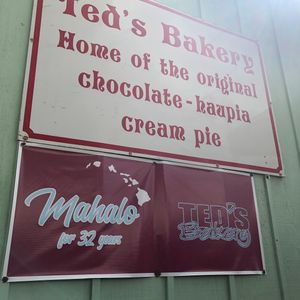 Ted's Bakery
Home of the original
chocolate-haupia
cream pie
Mahalo
for 32 years
TED'S
Bakery